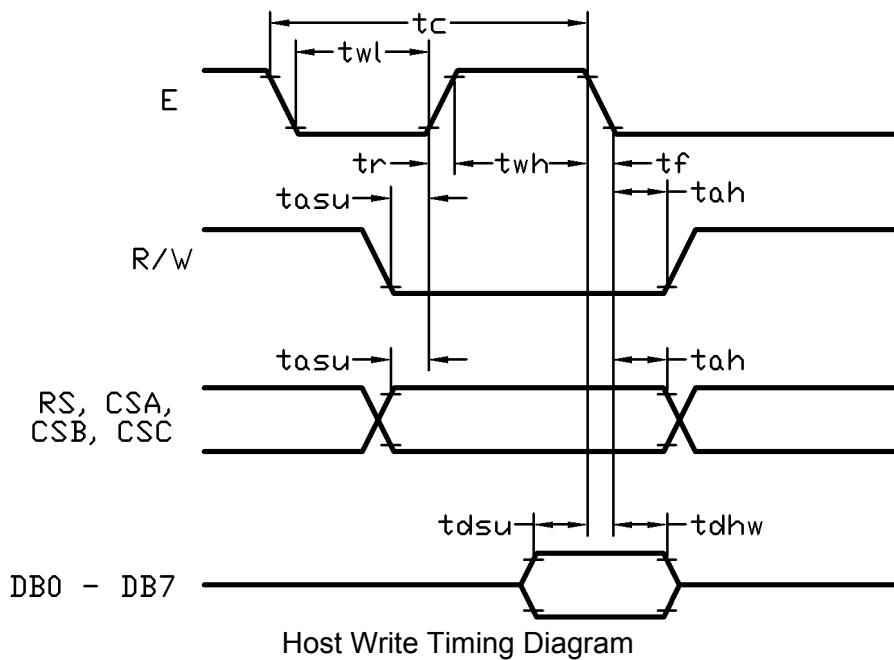 tc
twl
E
tr twh tf
tasu tah
R/W
tasu tah
RS, CSA,
CSB, CSC
tdsu tdhw
DB0 - DB7
Host Write Timing Diagram